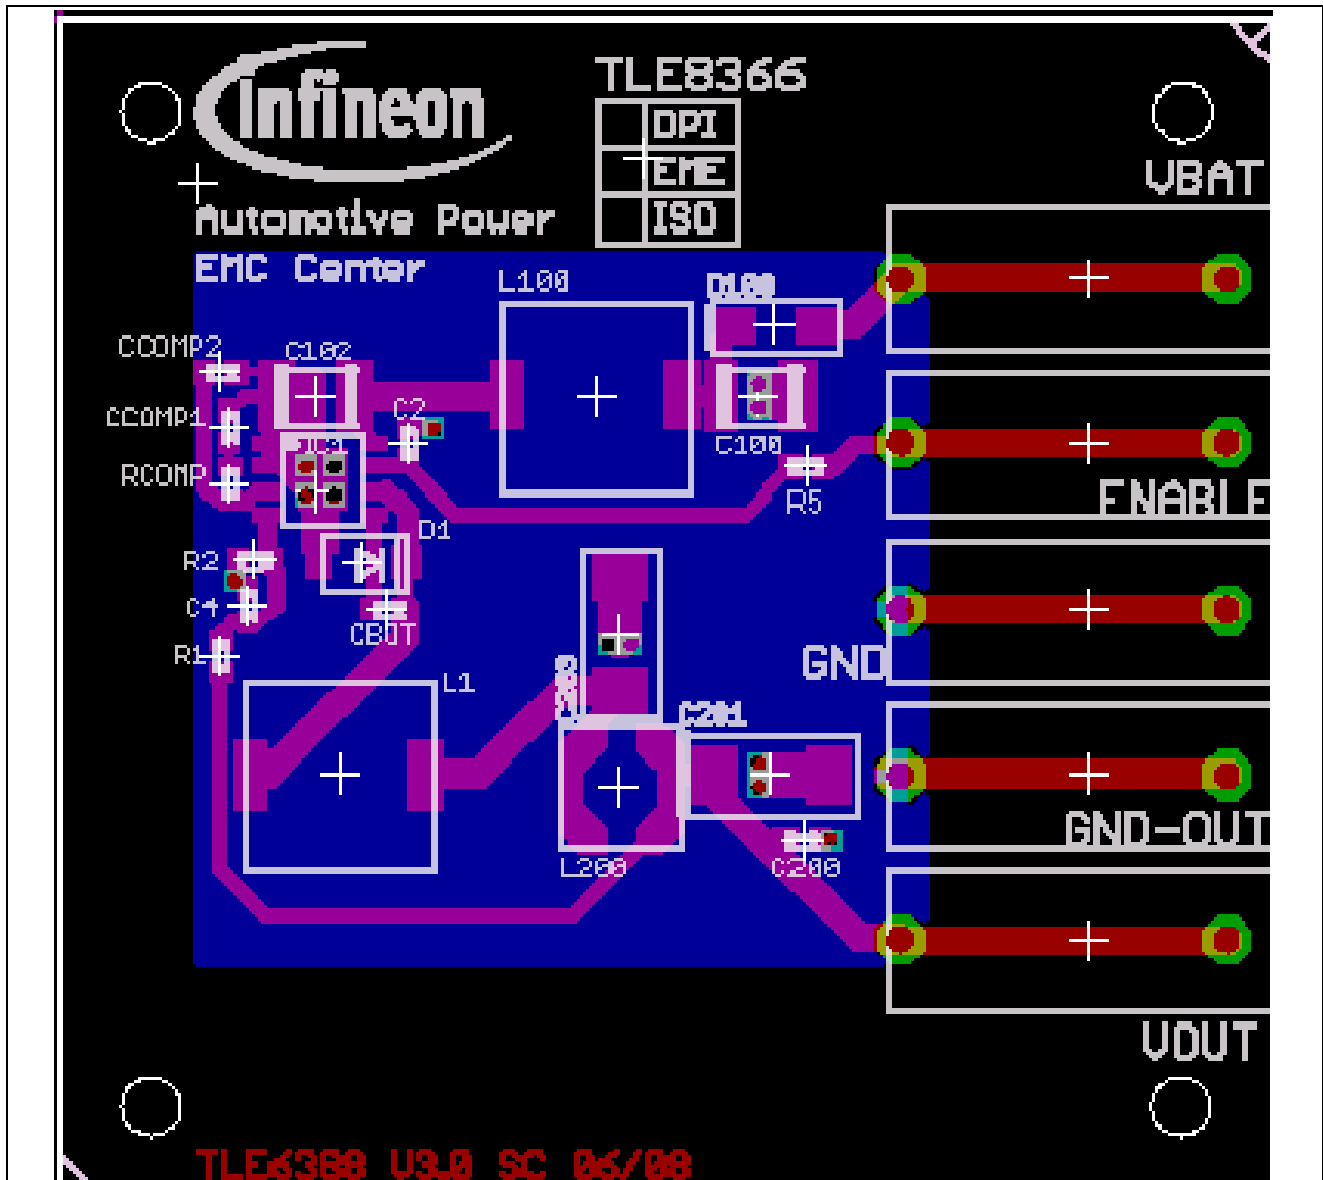 Infineon
TLE8366
DPI
EME
ISO
VBAT
Automotive Power
EMC Center
L100
D100
CCOMP2
C102
C2
CCOMP1
C100
RCOMP
R5
ENABLE
D1
R2
C4
CBOT
R1
GND
L1
C201
GND-OUT
L200
C200
VOUT
TLE6388 V3.0 SC 06/08